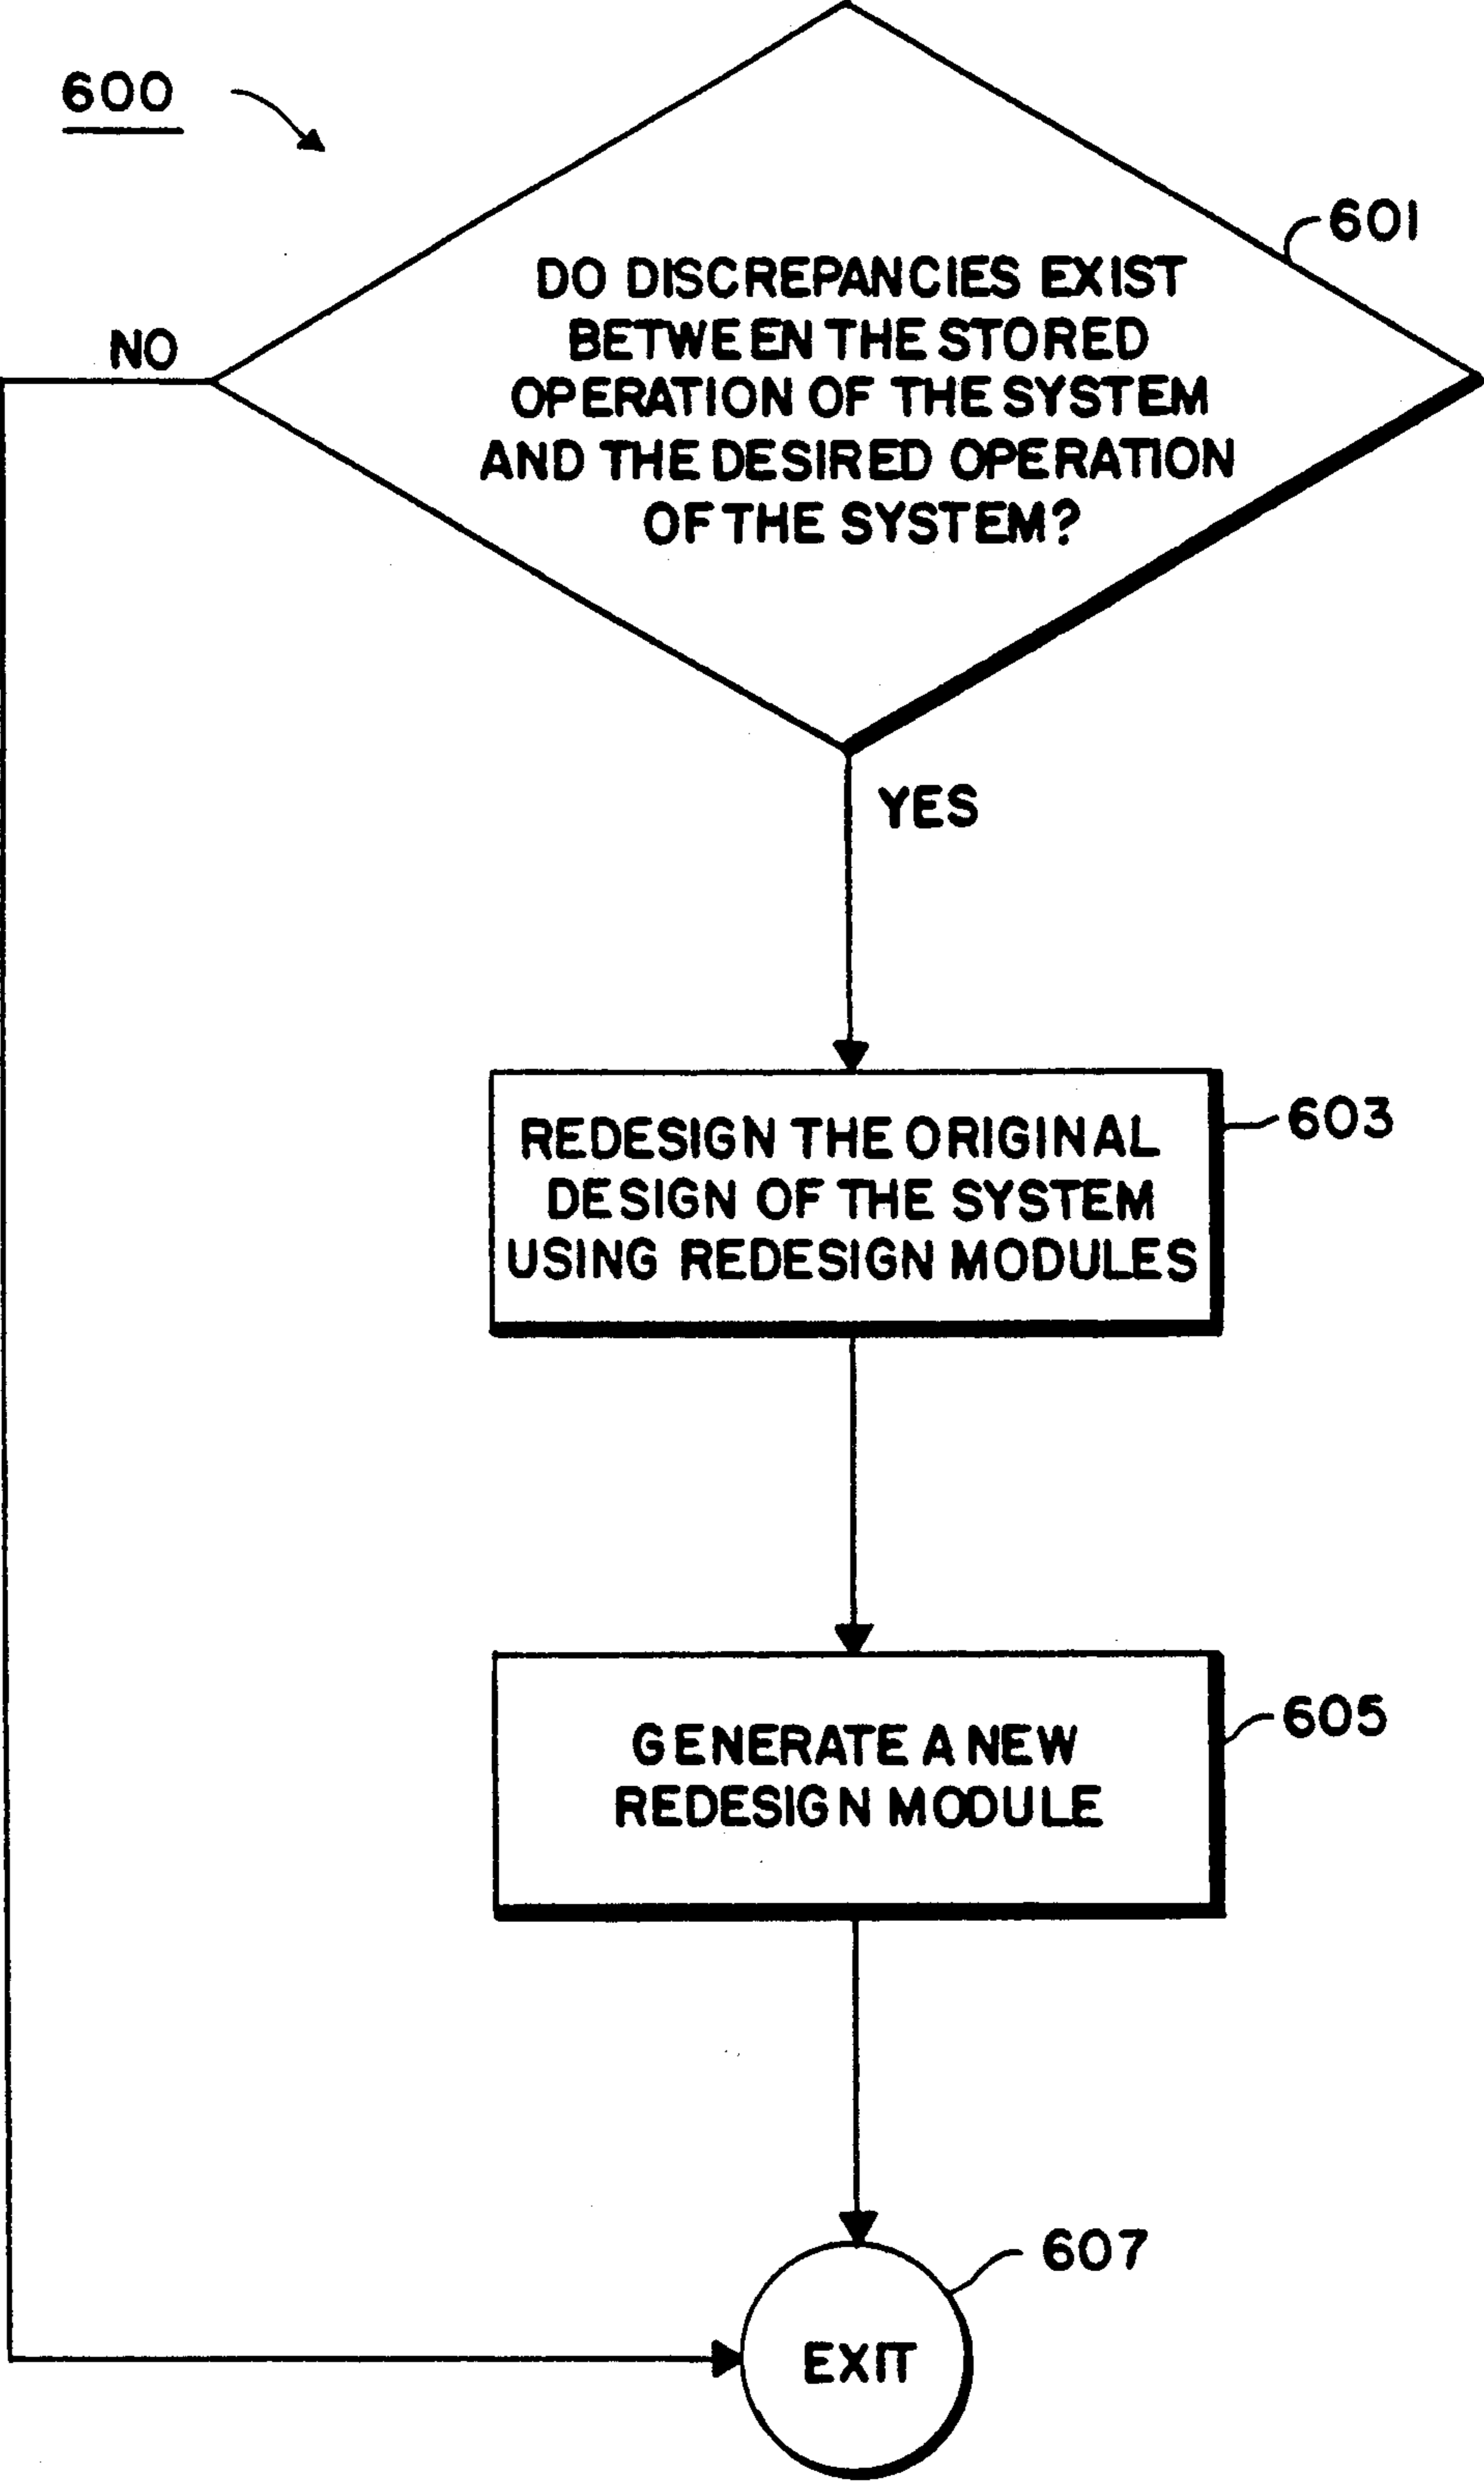 600
601
DO DISCREPANCIES EXIST
BETWEEN THE STORED
OPERATION OF THE SYSTEM
AND THE DESIRED OPERATION
OF THE SYSTEM?
NO
YES
603
REDESIGN THE ORIGINAL
DESIGN OF THE SYSTEM
USING REDESIGN MODULES
605
GENERATE A NEW
REDESIGN MODULE
607
EXIT